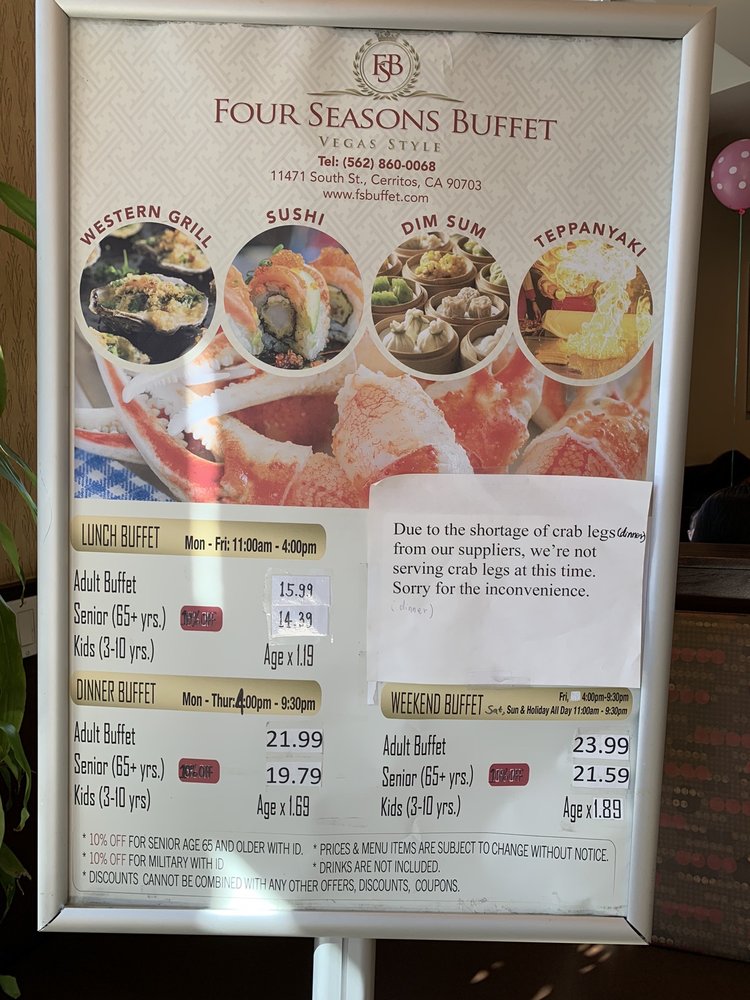 FSB
FOUR SEASONS BUFFET
VEGAS STYLE
Tel: (562) 860-0068
11471 South St., Cerritos, CA 90703
www.fsbuffet.com
WESTERN GRILL
SUSHI
DIM SUM
TEPPANYAKI
Due to the shortage of crab legs (dinner)
from our suppliers, we're not
serving crab legs at this time.
Sorry for the inconvenience.
(dinner)
LUNCH BUFFET Mon - Fri: 11:00am - 4:00pm
Adult Buffet 15.99
Senior (65+ yrs.) 10% OFF 14.39
Kids (3-10 yrs.) Age x 1.19
DINNER BUFFET Mon - Thur: 4:00pm - 9:30pm
Adult Buffet 21.99
Senior (65+ yrs.) 10% OFF 19.79
Kids (3-10 yrs) Age x 1.69
WEEKEND BUFFET Fri, 4:00pm-9:30pm
Sat, Sun & Holiday All Day 11:00am - 9:30pm
Adult Buffet 23.99
Senior (65+ yrs.) 10% OFF 21.59
Kids (3-10 yrs.) Age x 1.89
* 10% OFF FOR SENIOR AGE 65 AND OLDER WITH ID.
* 10% OFF FOR MILITARY WITH ID
* PRICES & MENU ITEMS ARE SUBJECT TO CHANGE WITHOUT NOTICE.
* DRINKS ARE NOT INCLUDED.
* DISCOUNTS CANNOT BE COMBINED WITH ANY OTHER OFFERS, DISCOUNTS, COUPONS.